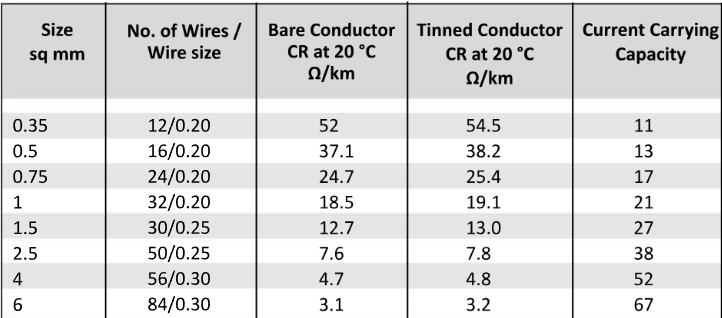 Size No. of Wires / Bare Conductor Tinned Conductor Current Carrying
sq mm Wire size CR at 20 °C CR at 20 °C Capacity
Ω/km Ω/km
0.35 12/0.20 52 54.5 11
0.5 16/0.20 37.1 38.2 13
0.75 24/0.20 24.7 25.4 17
1 32/0.20 18.5 19.1 21
1.5 30/0.25 12.7 13.0 27
2.5 50/0.25 7.6 7.8 38
4 56/0.30 4.7 4.8 52
6 84/0.30 3.1 3.2 67